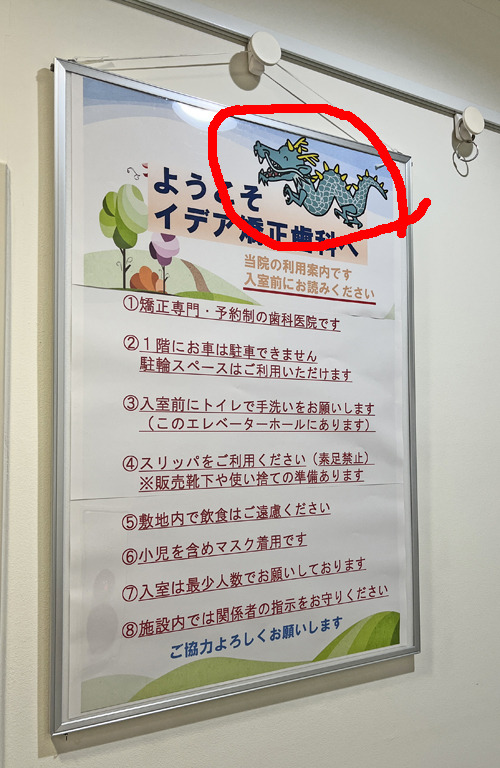 ようこそ
イデア矯正歯科へ
当院の利用案内です
入室前にお読みください
①矯正専門・予約制の歯科医院です
②１階にお車は駐車できません
駐輪スペースはご利用いただけます
③入室前にトイレで手洗いをお願いします
（このエレベーターホールにあります）
④スリッパをご利用ください（素足禁止）
※販売靴下や使い捨ての準備あります
⑤敷地内で飲食はご遠慮ください
⑥小児を含めマスク着用です
⑦入室は最少人数でお願いしております
⑧施設内では関係者の指示をお守りください
ご協力よろしくお願いします